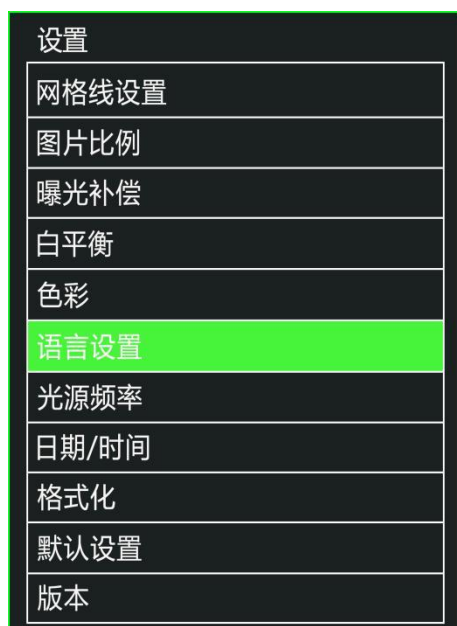 设置
网格线设置
图片比例
曝光补偿
白平衡
色彩
语言设置
光源频率
日期/时间
格式化
默认设置
版本